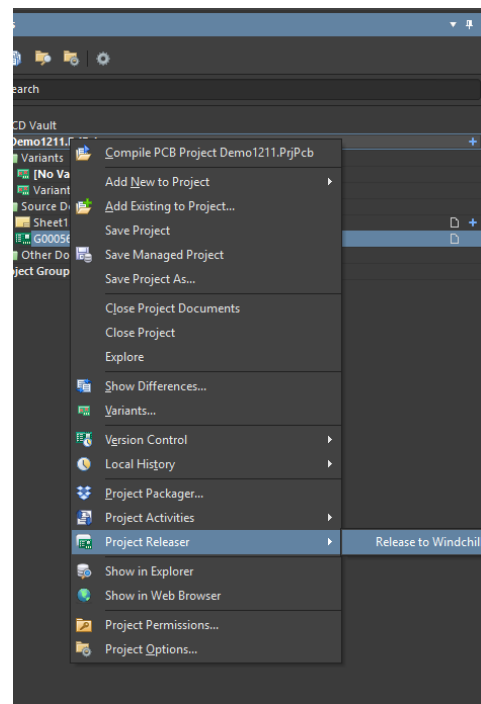 earch
CD Vault
Demo1211.
Compile PCB Project Demo1211.PrjPcb
Variants
[No Va
Add New to Project
Variant
Source D
Add Existing to Project...
Sheet1
Save Project
G00056
Save Managed Project
Other Do
ject Group
Save Project As...
Close Project Documents
Close Project
Explore
Show Differences...
Variants...
Version Control
Local History
Project Packager...
Project Activities
Project Releaser
Release to Windchil
Show in Explorer
Show in Web Browser
Project Permissions...
Project Options...